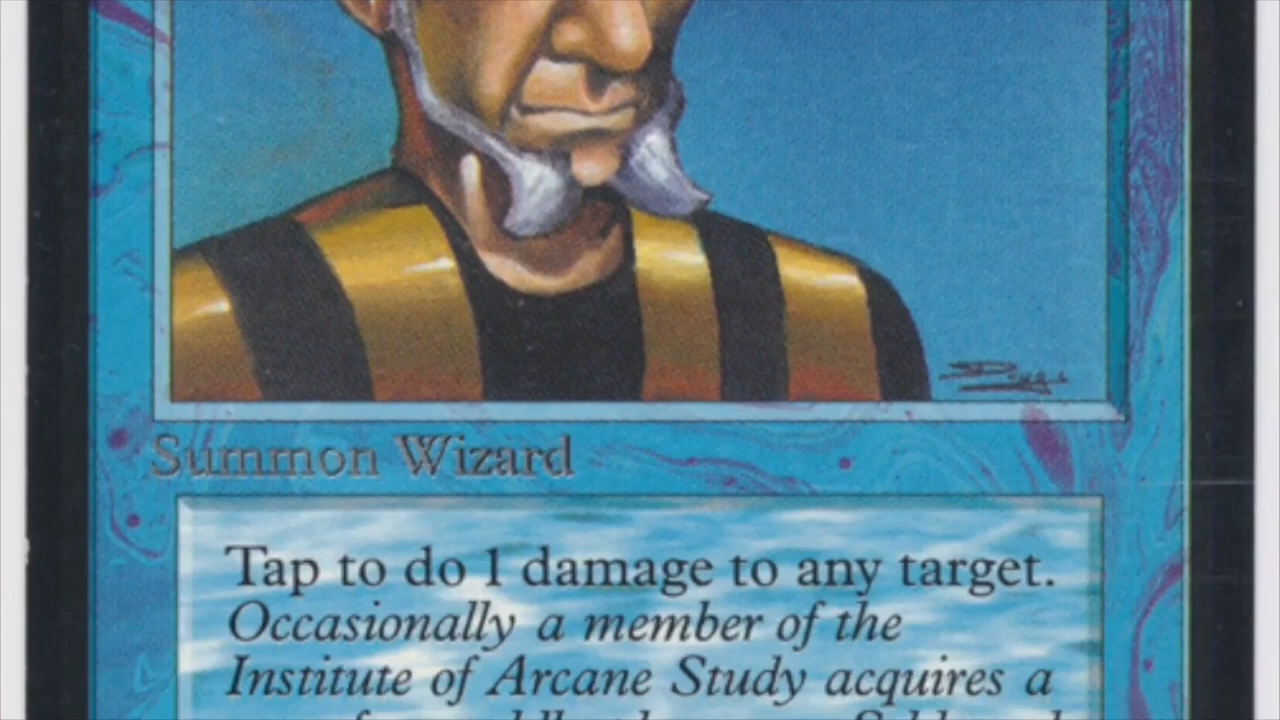 Summon Wizard
Tap to do 1 damage to any target.
Occasionally a member of the
Institute of Arcane Study acquires a